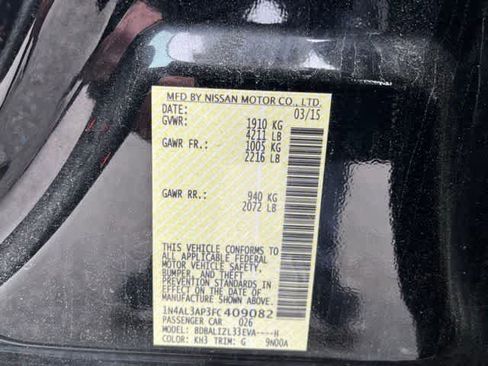 MFD BY NISSAN MOTOR CO., LTD.
DATE: 03/15
GVWR: 1910 KG
4211 LB
GAWR FR.: 1005 KG
2216 LB
GAWR RR.: 940 KG
2072 LB
THIS VEHICLE CONFORMS TO
ALL APPLICABLE FEDERAL
MOTOR VEHICLE SAFETY,
BUMPER, AND THEFT
PREVENTION STANDARDS
IN EFFECT ON THE DATE OF
MANUFACTURE SHOWN
ABOVE.
1N4AL3AP3FC409082
PASSENGER CAR 026
MODEL: BDBALIZL33EVA----H
COLOR: KH3 TRIM: G 9N00A